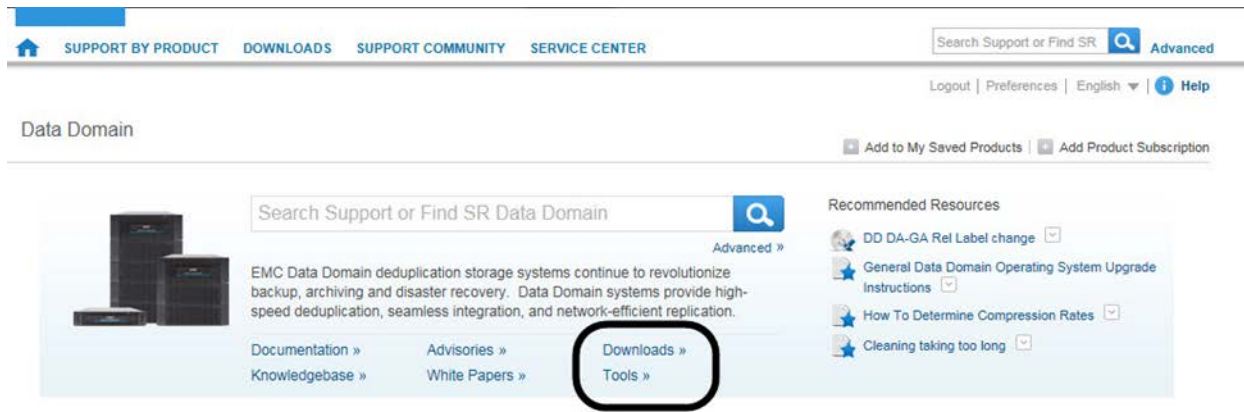 SUPPORT BY PRODUCT DOWNLOADS SUPPORT COMMUNITY SERVICE CENTER Search Support or Find SR Advanced
Logout | Preferences | English | Help
Data Domain
Add to My Saved Products | Add Product Subscription
Search Support or Find SR Data Domain
Advanced »
EMC Data Domain deduplication storage systems continue to revolutionize
backup, archiving and disaster recovery. Data Domain systems provide high-
speed deduplication, seamless integration, and network-efficient replication.
Documentation » Advisories » Downloads »
Knowledgebase » White Papers » Tools »
Recommended Resources
DD DA-GA Rel Label change
General Data Domain Operating System Upgrade
Instructions
How To Determine Compression Rates
Cleaning taking too long